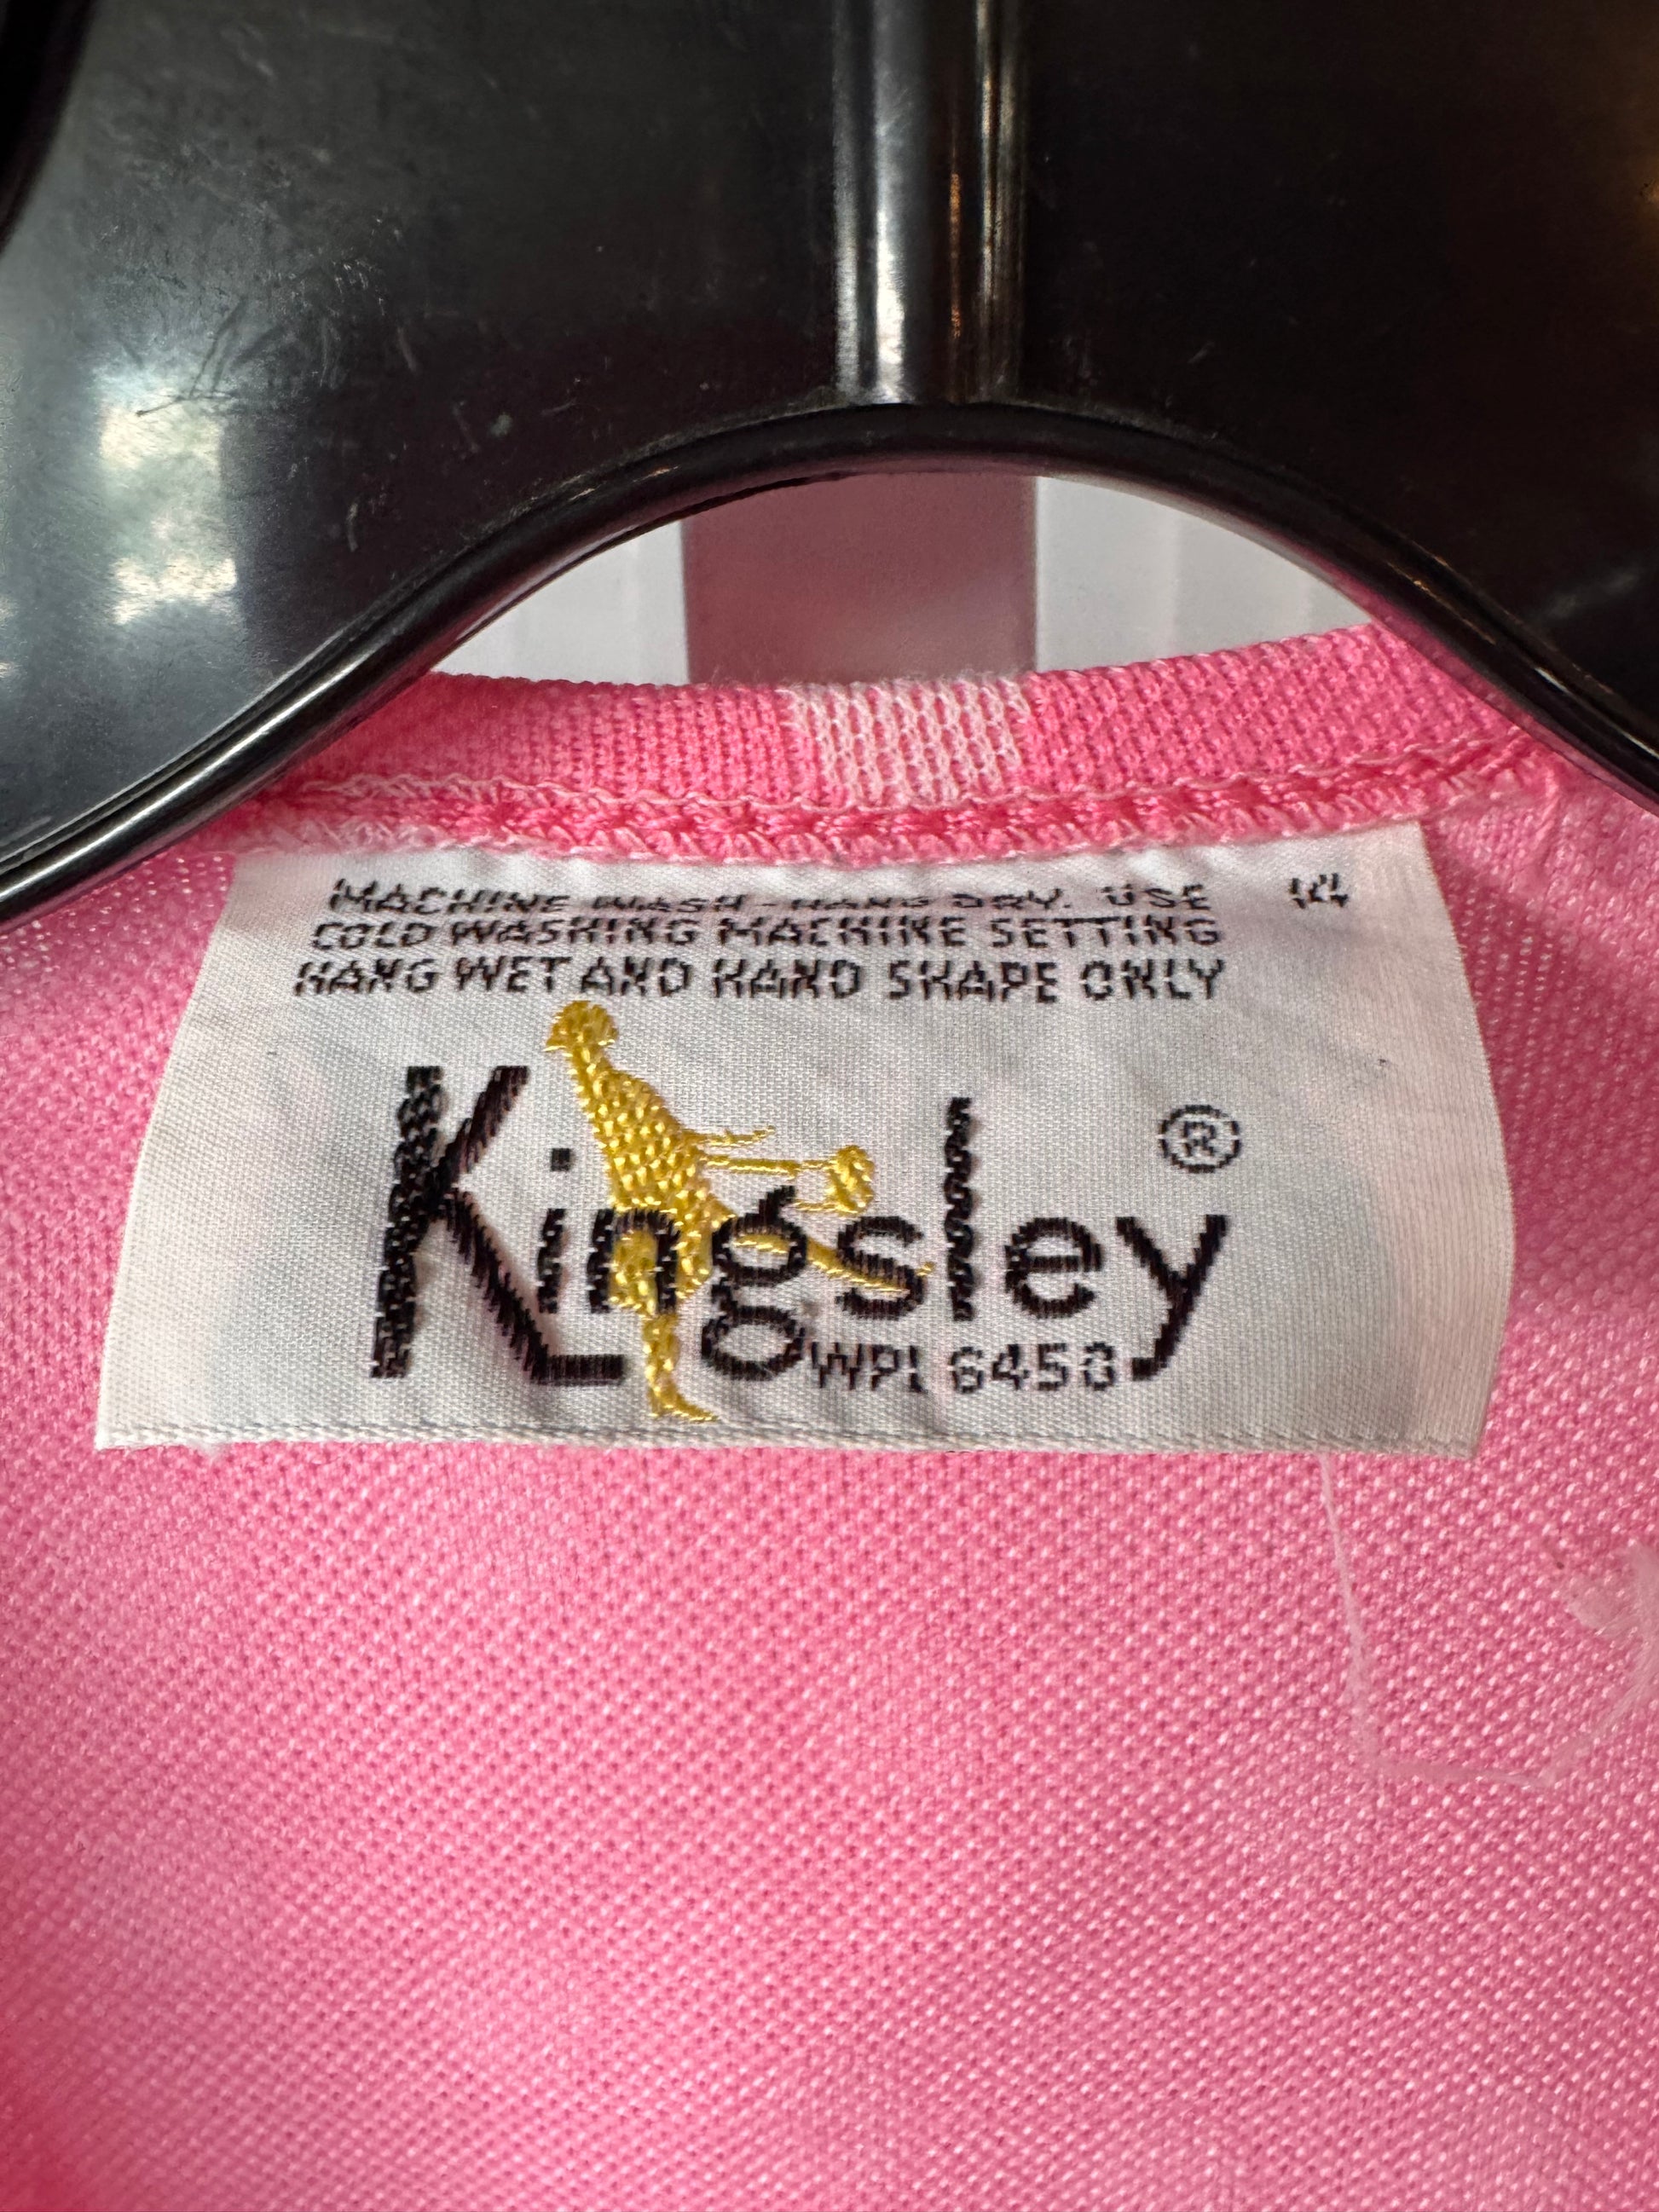 MACHINE WASH - HANG DRY. USE 14
COLD WASHING MACHINE SETTING
HANG WET AND HAND SHAPE ONLY
Kingsley ®
WPL 6458